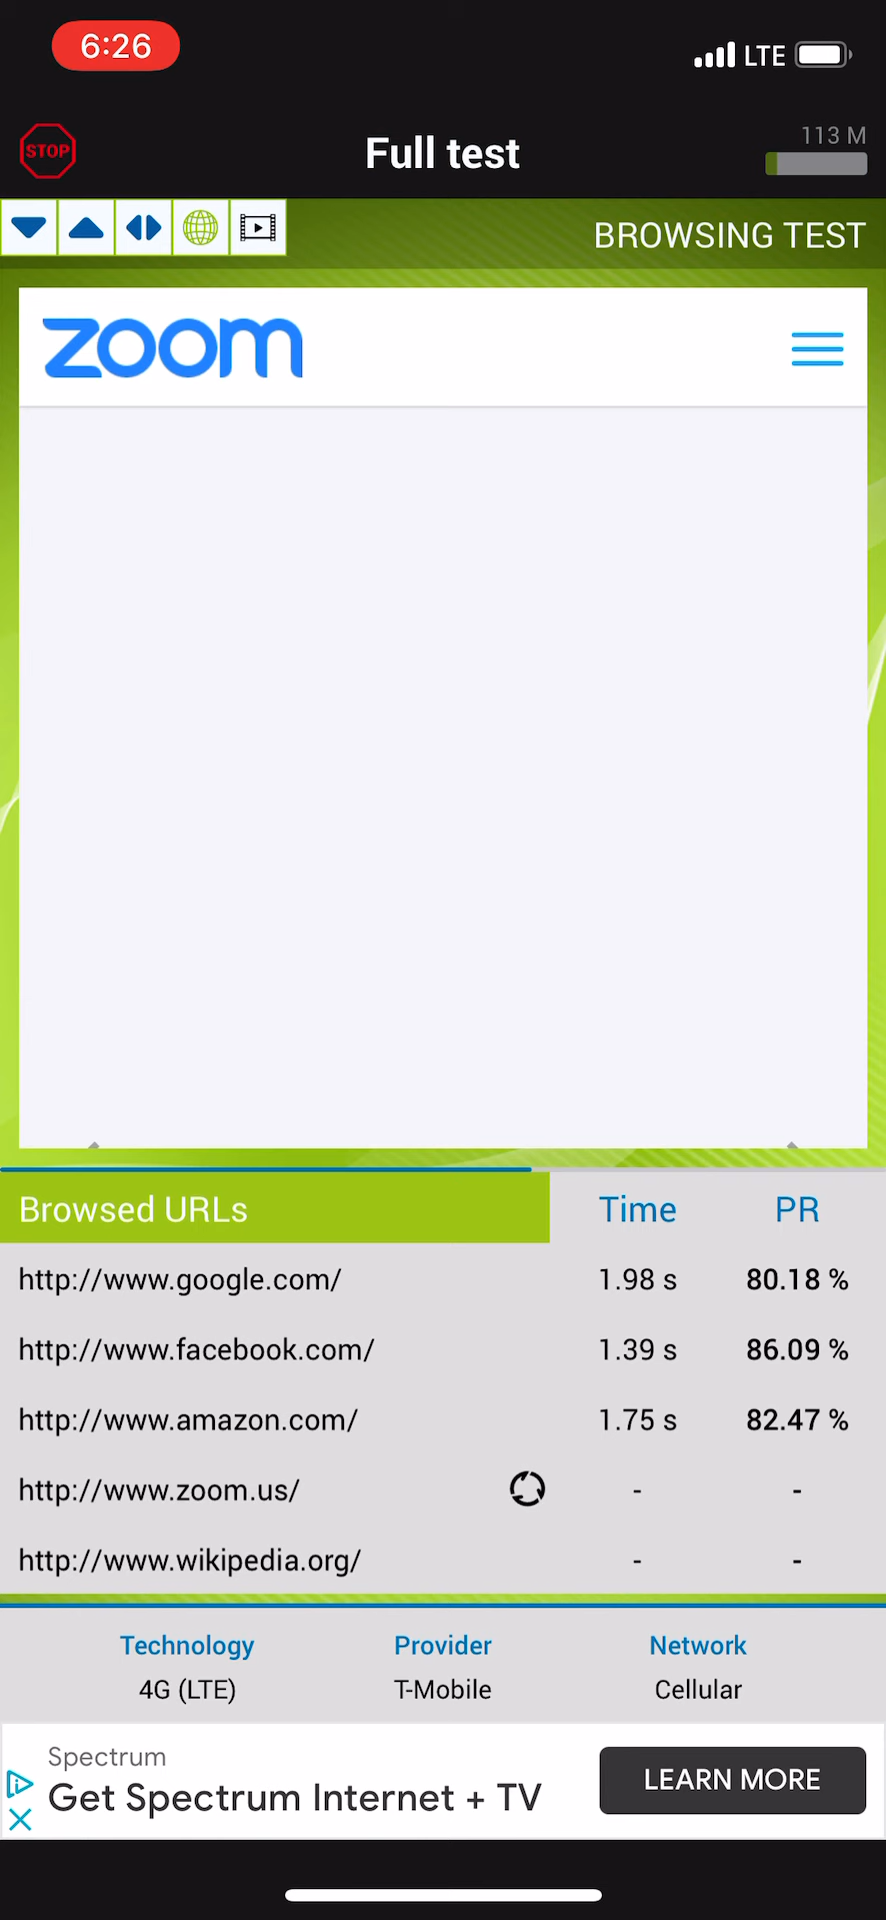 6:26
LTE
STOP
Full test
113 M
BROWSING TEST
zoom
Browsed URLs Time PR
http://www.google.com/ 1.98 s 80.18 %
http://www.facebook.com/ 1.39 s 86.09 %
http://www.amazon.com/ 1.75 s 82.47 %
http://www.zoom.us/ - -
http://www.wikipedia.org/ - -
Technology Provider Network
4G (LTE) T-Mobile Cellular
Spectrum
Get Spectrum Internet + TV
LEARN MORE